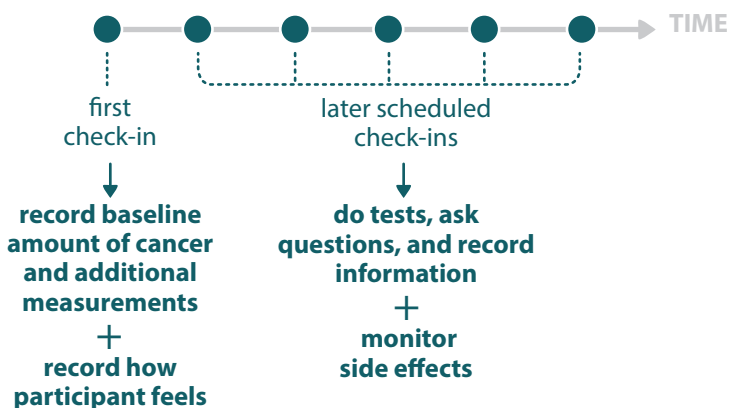 TIME
first
check-in
record baseline
amount of cancer
and additional
measurements
+
record how
participant feels
later scheduled
check-ins
do tests, ask
questions, and record
information
+
monitor
side effects